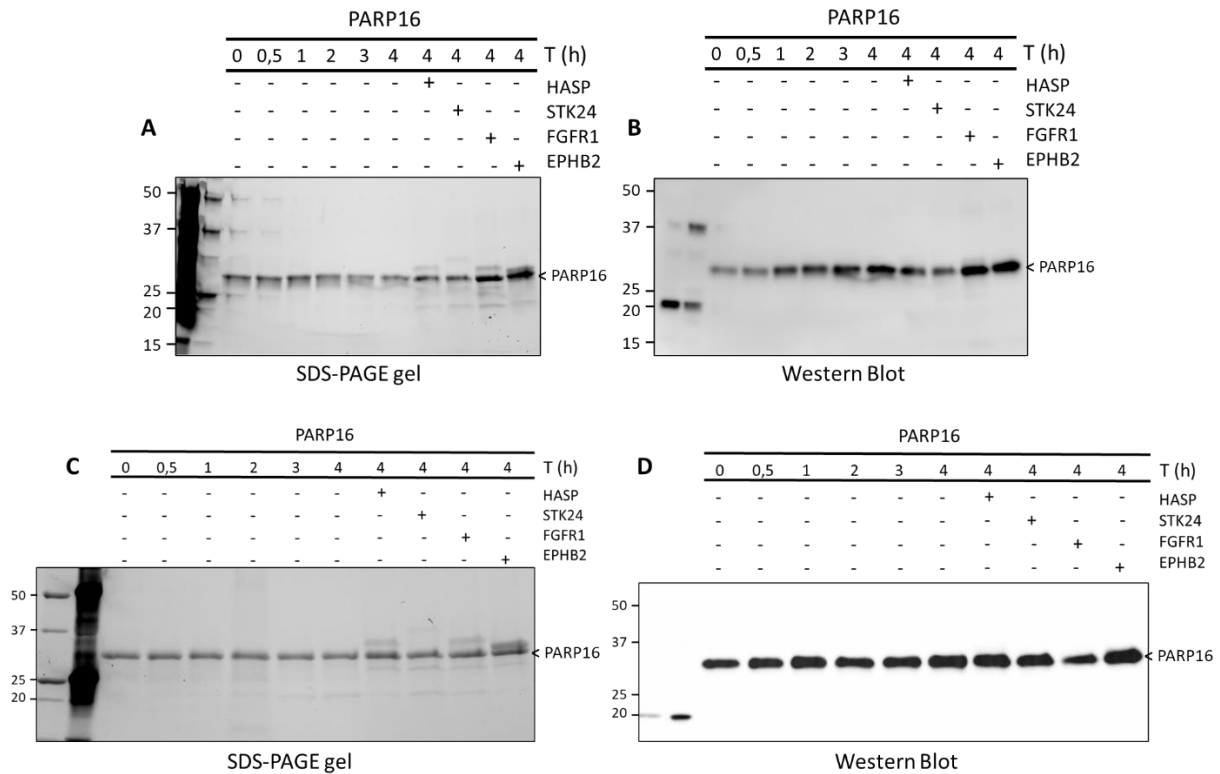 PARP16
0 0,5 1 2 3 4 4 4 4 4 T (h)
- - - - - - + - - - HASP
- - - - - - - + - - STK24
- - - - - - - - + - FGFR1
- - - - - - - - - + EPHB2
A
50
37
25
20
15
< PARP16
SDS-PAGE gel
PARP16
0 0,5 1 2 3 4 4 4 4 4 T (h)
- - - - - - + - - - HASP
- - - - - - - + - - STK24
- - - - - - - - + - FGFR1
- - - - - - - - - + EPHB2
B
50
37
25
20
15
< PARP16
Western Blot
PARP16
C
0 0,5 1 2 3 4 4 4 4 4 T (h)
- - - - - - + - - - HASP
- - - - - - - + - - STK24
- - - - - - - - + - FGFR1
- - - - - - - - - + EPHB2
50
37
25
20
< PARP16
SDS-PAGE gel
PARP16
D
0 0,5 1 2 3 4 4 4 4 4 T (h)
- - - - - - + - - - HASP
- - - - - - - + - - STK24
- - - - - - - - + - FGFR1
- - - - - - - - - + EPHB2
50
37
25
20
< PARP16
Western Blot